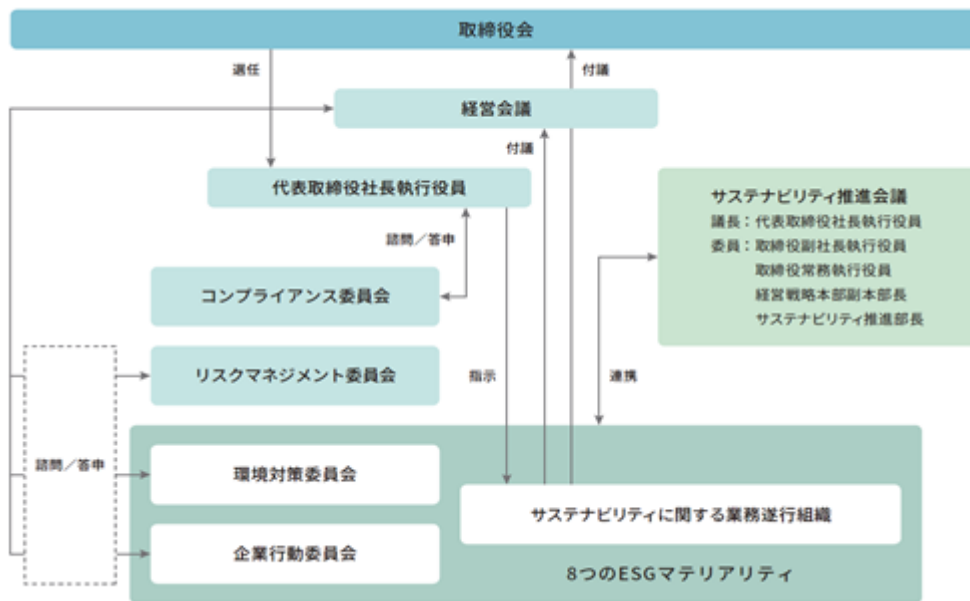 取締役会
選任
付議
経営会議
付議
代表取締役社長執行役員
諮問／答申
サステナビリティ推進会議
議長：代表取締役社長執行役員
委員：取締役副社長執行役員
取締役常務執行役員
経営戦略本部副本部長
サステナビリティ推進部長
コンプライアンス委員会
リスクマネジメント委員会
指示
連携
諮問／答申
環境対策委員会
サステナビリティに関する業務遂行組織
企業行動委員会
8つのESGマテリアリティ